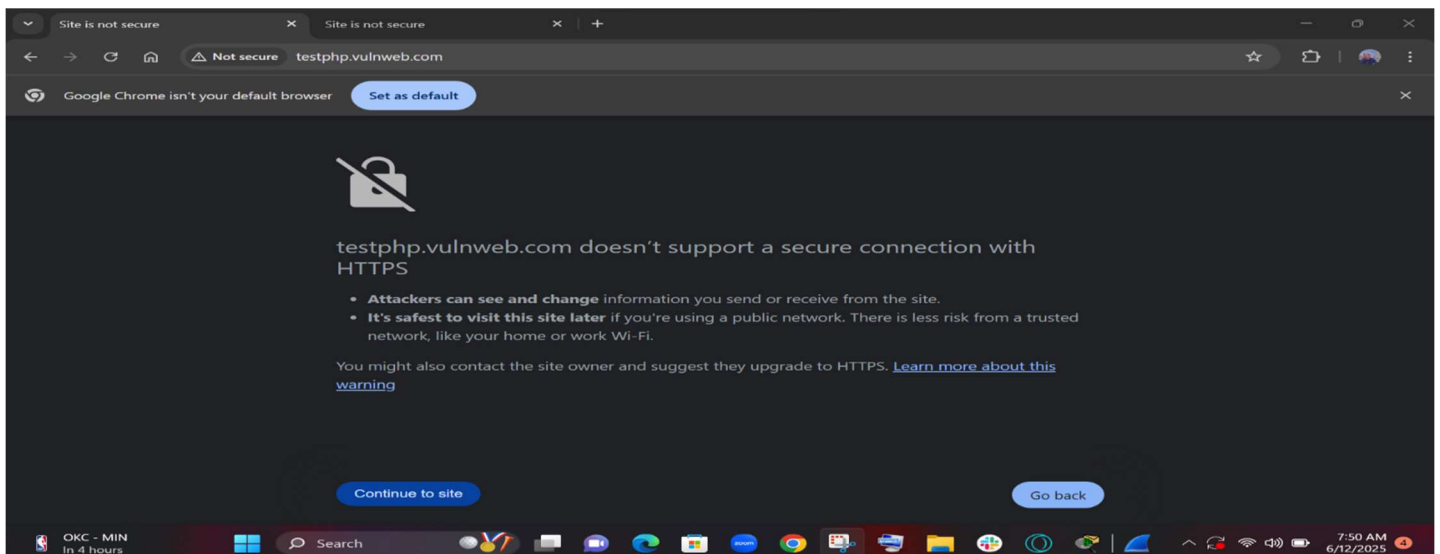 Site is not secure
Site is not secure
Not secure testphp.vulnweb.com
Google Chrome isn't your default browser Set as default
testphp.vulnweb.com doesn't support a secure connection with
HTTPS
• Attackers can see and change information you send or receive from the site.
• It's safest to visit this site later if you're using a public network. There is less risk from a trusted
network, like your home or work Wi-Fi.
You might also contact the site owner and suggest they upgrade to HTTPS. Learn more about this
warning
Continue to site
Go back
OKC - MIN
In 4 hours
Search
zoom
7:50 AM
6/12/2025
4